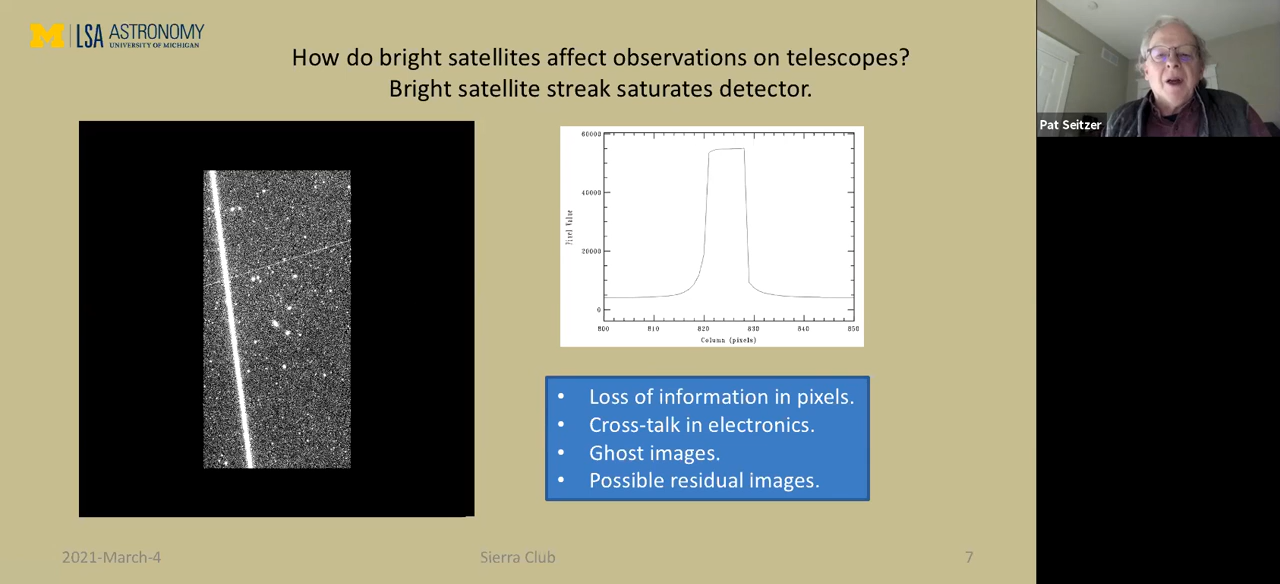 M | LSA ASTRONOMY
UNIVERSITY OF MICHIGAN
How do bright satellites affect observations on telescopes?
Bright satellite streak saturates detector.
Pat Seitzer
60000
40000
20000
0
Pixel Value
800 810 820 830 840 850
Column (pixels)
• Loss of information in pixels.
• Cross-talk in electronics.
• Ghost images.
• Possible residual images.
2021-March-4
Sierra Club
7